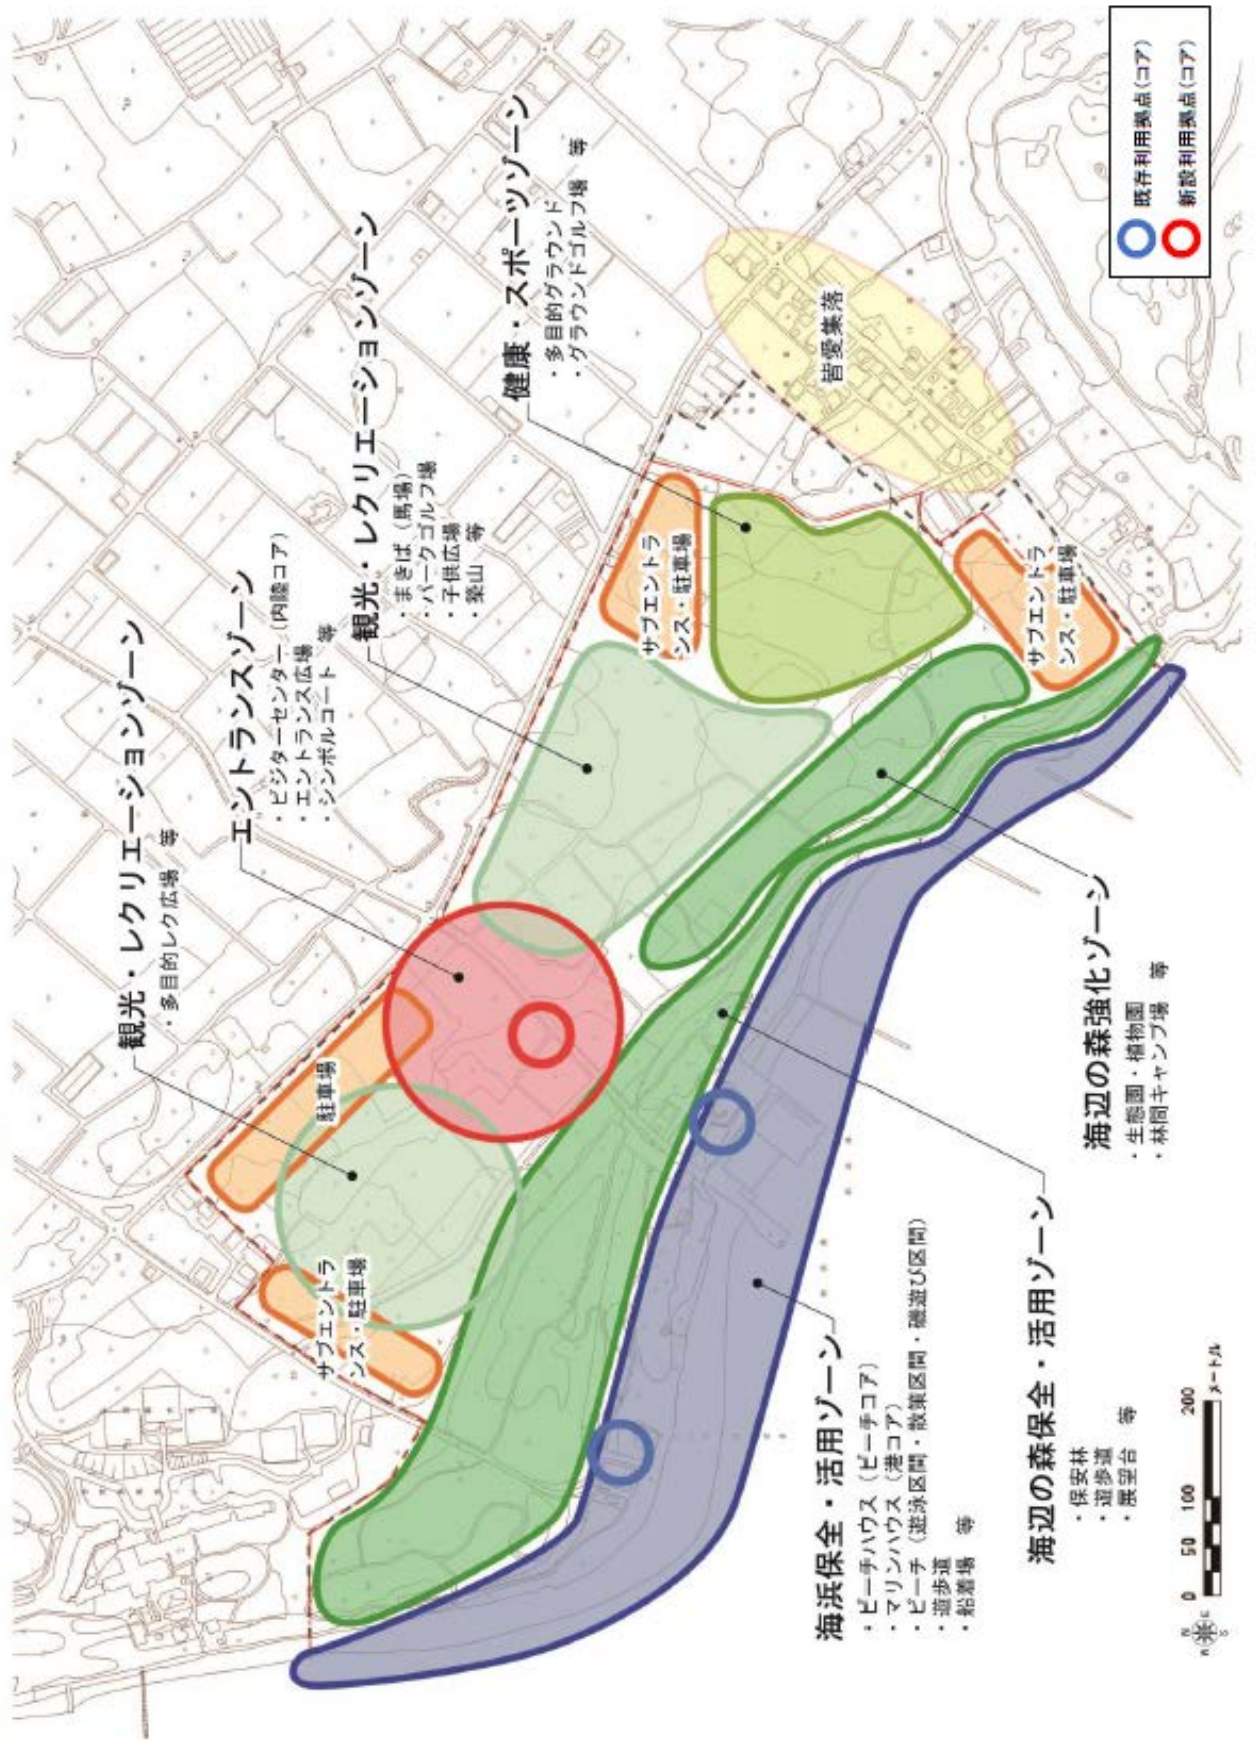 観光・レクリエーションゾーン
・多目的レク広場 等
エントランスゾーン
・ビジターセンター(内陸コア)
・エントランス広場
・シンボルコート 等
観光・レクリエーションゾーン
・まきば(馬場)
・パークゴルフ場
・子供広場
・築山 等
健康・スポーツゾーン
・多目的グラウンド
・グラウンドゴルフ場 等
サブエントラ
ンス・駐車場
駐車場
サブエントラ
ンス・駐車場
サブエントラ
ンス・駐車場
皆愛集落
海浜保全・活用ゾーン
・ビーチハウス(ビーチコア)
・マリンハウス(港コア)
・ビーチ(遊泳区間・散策区間・磯遊び区間)
・遊歩道
・船着場 等
海辺の森保全・活用ゾーン
・保安林
・遊歩道
・展望台 等
海辺の森強化ゾーン
・生態園・植物園
・林間キャンプ場 等
既存利用拠点(コア)
新設利用拠点(コア)
0 50 100 200
メートル
N
W E
S